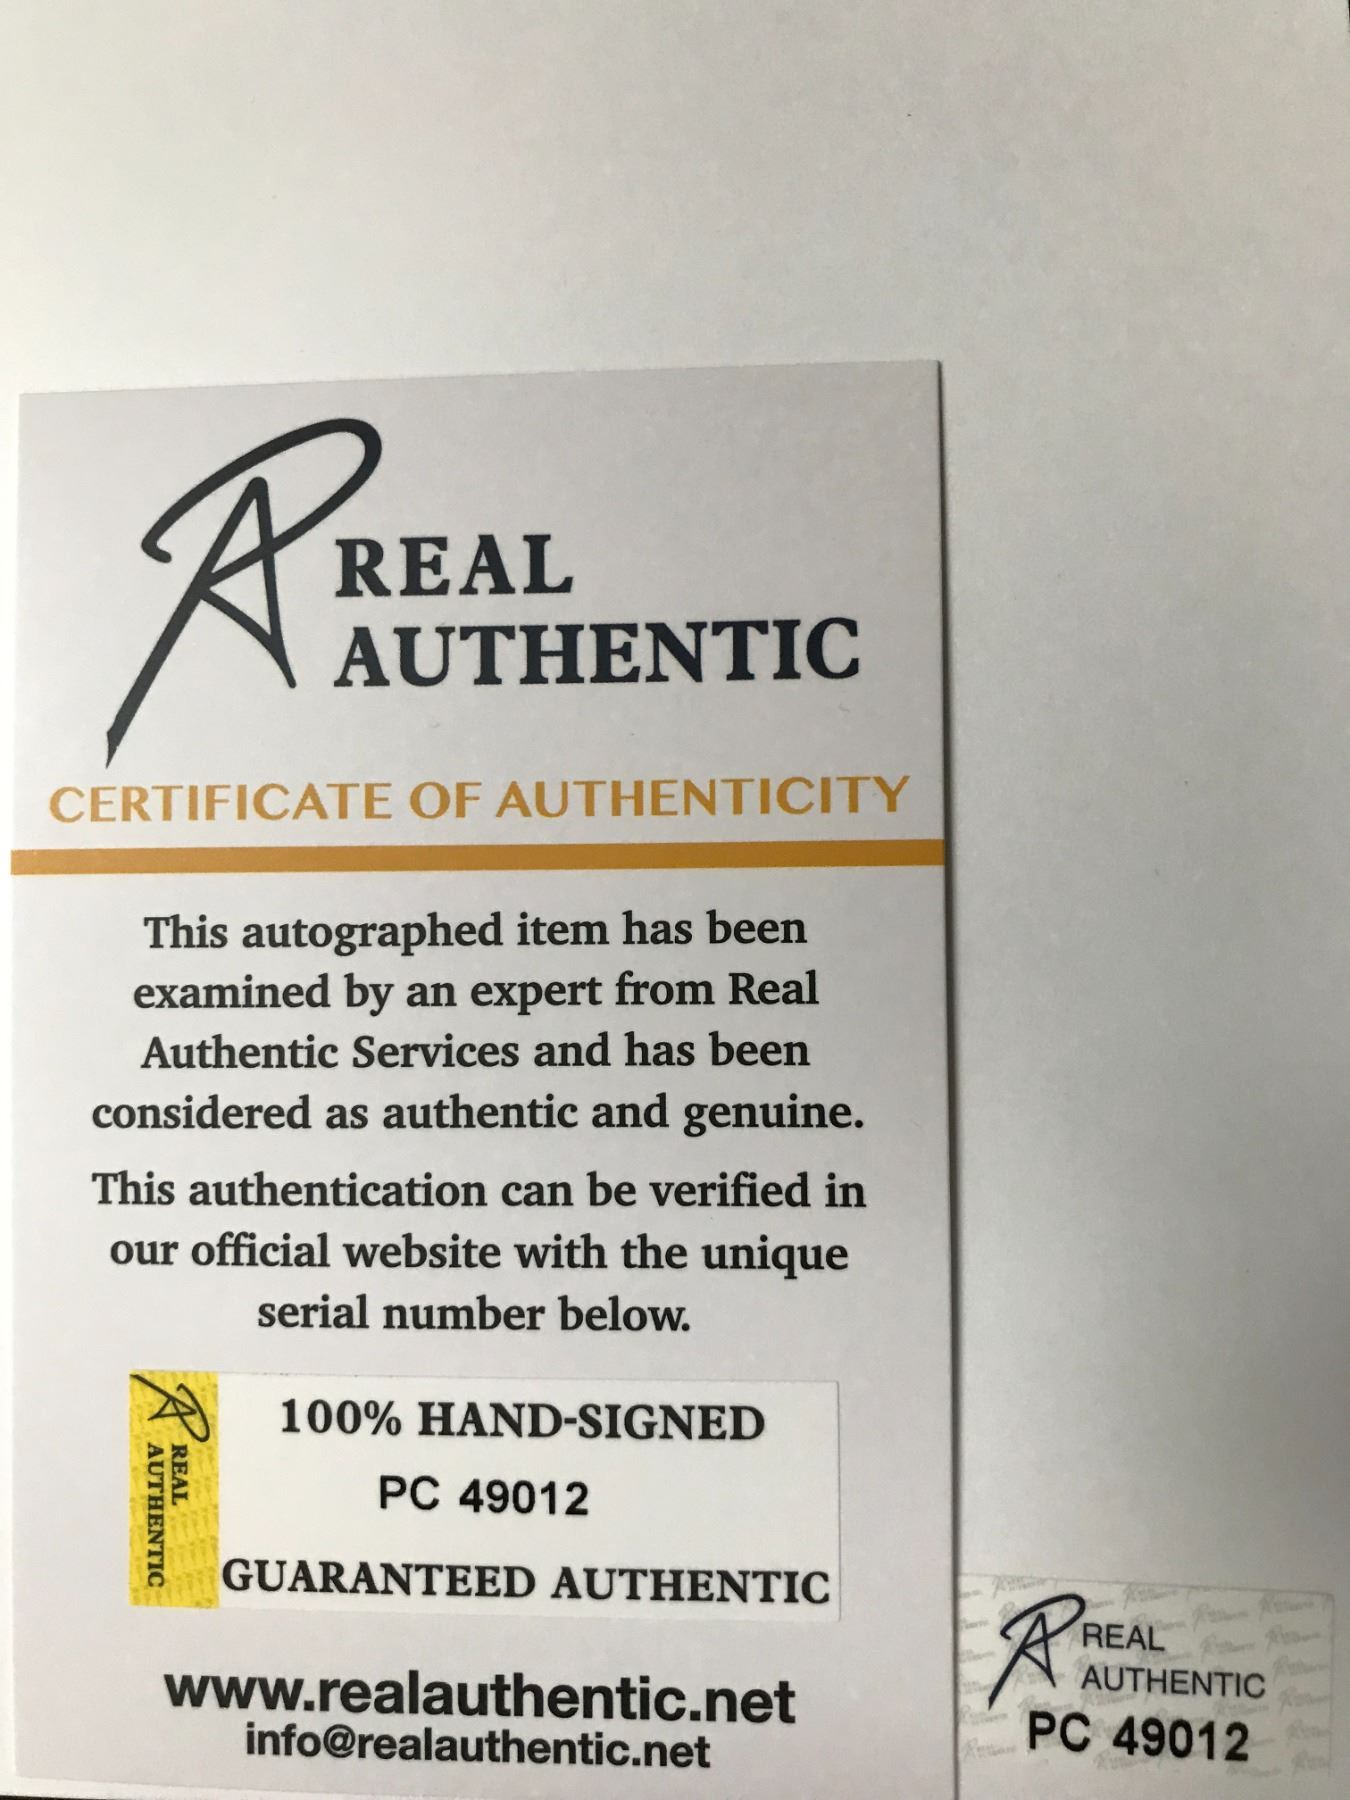 REAL
AUTHENTIC
CERTIFICATE OF AUTHENTICITY
This autographed item has been
examined by an expert from Real
Authentic Services and has been
considered as authentic and genuine.
This authentication can be verified in
our official website with the unique
serial number below.
REAL
AUTHENTIC
100% HAND-SIGNED
PC 49012
GUARANTEED AUTHENTIC
www.realauthentic.net
info@realauthentic.net
REAL
AUTHENTIC
PC 49012